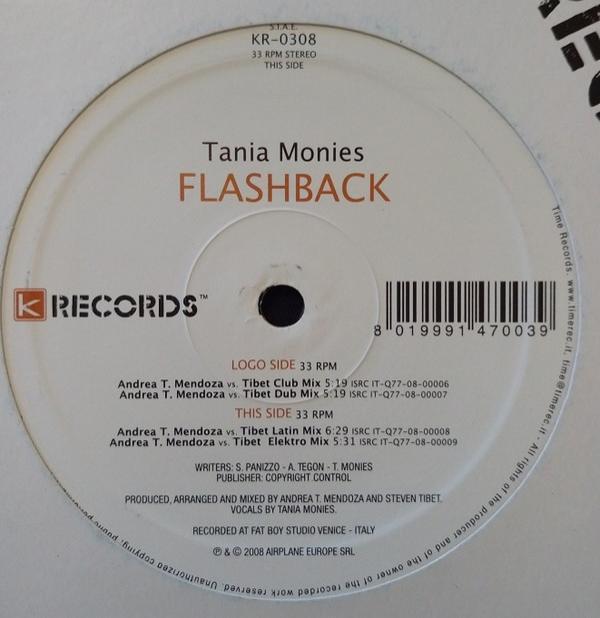 S.I.A.E.
KR-0308
33 RPM STEREO
THIS SIDE
Tania Monies
FLASHBACK
K RECORDS™
8 019991 470039
LOGO SIDE 33 RPM
Andrea T. Mendoza vs. Tibet Club Mix 5:19 ISRC IT-Q77-08-00006
Andrea T. Mendoza vs. Tibet Dub Mix 5:19 ISRC IT-Q77-08-00007
THIS SIDE 33 RPM
Andrea T. Mendoza vs. Tibet Latin Mix 6:29 ISRC IT-Q77-08-00008
Andrea T. Mendoza vs. Tibet Elektro Mix 5:31 ISRC IT-Q77-08-00009
WRITERS: S. PANIZZO - A. TEGON - T. MONIES
PUBLISHER: COPYRIGHT CONTROL
PRODUCED, ARRANGED AND MIXED BY ANDREA T. MENDOZA AND STEVEN TIBET.
VOCALS BY TANIA MONIES.
RECORDED AT FAT BOY STUDIO VENICE - ITALY
℗ & © 2008 AIRPLANE EUROPE SRL
Time Records. www.timerec.it, time@timerec.it - All rights of the producer and of the owner of the recorded work reserved. Unauthorized copying, public